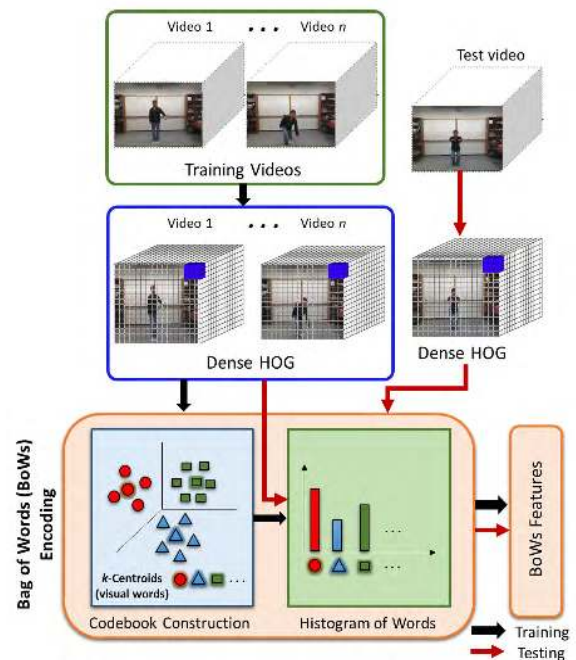 Video 1 • • • Video n
Test video
Training Videos
Video 1 • • • Video n
Dense HOG
Dense HOG
Bag of Words (BoWs)
Encoding
k-Centroids
(visual words)
...
...
Codebook Construction
Histogram of Words
BoWs Features
Training
Testing